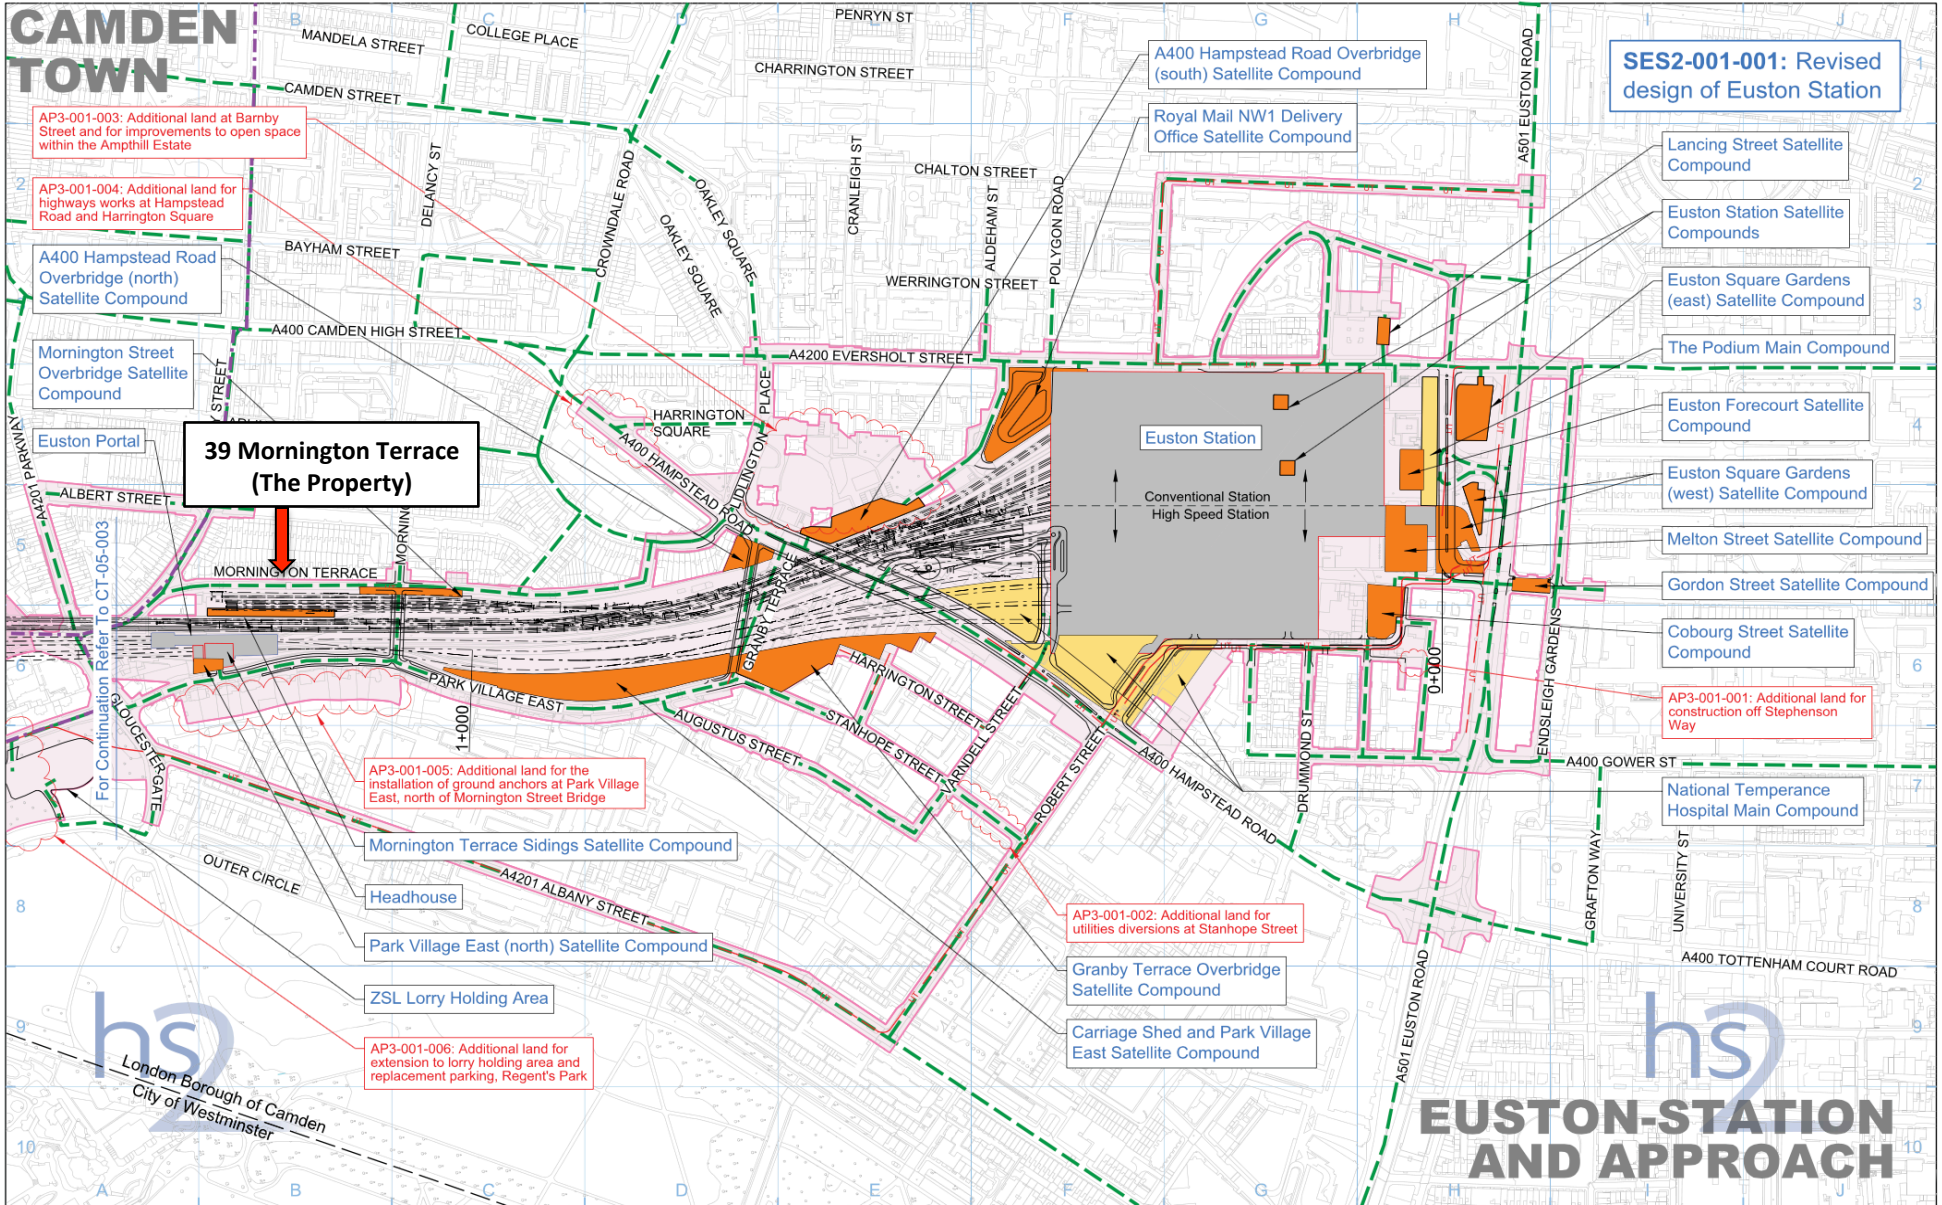 CAMDEN
TOWN
A
B
C
D
E
F
G
H
I
J
1
2
3
4
5
6
7
8
9
10
PENRYN ST
MANDELA STREET
COLLEGE PLACE
CHARRINGTON STREET
CAMDEN STREET
A400 Hampstead Road Overbridge
(south) Satellite Compound
Royal Mail NW1 Delivery
Office Satellite Compound
A501 EUSTON ROAD
SES2-001-001: Revised
design of Euston Station
AP3-001-003: Additional land at Barnby
Street and for improvements to open space
within the Ampthill Estate
AP3-001-004: Additional land for
highways works at Hampstead
Road and Harrington Square
A400 Hampstead Road
Overbridge (north)
Satellite Compound
Mornington Street
Overbridge Satellite
Compound
Euston Portal
DELANCY ST
BAYHAM STREET
CROWNDALE ROAD
OAKLEY SQUARE
OAKLEY SQUARE
CRANLEIGH ST
CHALTON STREET
ALDEHAM ST
POLYGON ROAD
WERRINGTON STREET
A400 CAMDEN HIGH STREET
A4200 EVERSHOLT STREET
Lancing Street Satellite
Compound
Euston Station Satellite
Compounds
Euston Square Gardens
(east) Satellite Compound
The Podium Main Compound
Euston Forecourt Satellite
Compound
Euston Square Gardens
(west) Satellite Compound
Melton Street Satellite Compound
Gordon Street Satellite Compound
Cobourg Street Satellite
Compound
AP3-001-001: Additional land for
construction off Stephenson
Way
National Temperance
Hospital Main Compound
39 Mornington Terrace
(The Property)
HARRINGTON
SQUARE
LIDLINGTON PLACE
A400 HAMPSTEAD ROAD
Euston Station
Conventional Station
High Speed Station
A4201 PARKWAY
Y STREET
ALBERT STREET
MORNINGTON TERRACE
MORNING
GRANBY TERRACE
For Continuation Refer To CT-05-003
GLOUCESTER GATE
PARK VILLAGE EAST
1+000
0+000
AUGUSTUS STREET
STANHOPE STREET
HARRINGTON STREET
VARNDELL STREET
ROBERT STREET
A400 HAMPSTEAD ROAD
DRUMMOND ST
ENDSLEIGH GARDENS
A400 GOWER ST
GRAFTON WAY
UNIVERSITY ST
A400 TOTTENHAM COURT ROAD
A501 EUSTON ROAD
AP3-001-005: Additional land for the
installation of ground anchors at Park Village
East, north of Mornington Street Bridge
Mornington Terrace Sidings Satellite Compound
Headhouse
Park Village East (north) Satellite Compound
ZSL Lorry Holding Area
AP3-001-006: Additional land for
extension to lorry holding area and
replacement parking, Regent's Park
OUTER CIRCLE
A4201 ALBANY STREET
AP3-001-002: Additional land for
utilities diversions at Stanhope Street
Granby Terrace Overbridge
Satellite Compound
Carriage Shed and Park Village
East Satellite Compound
London Borough of Camden
City of Westminster
hs2
hs2
EUSTON-STATION
AND APPROACH